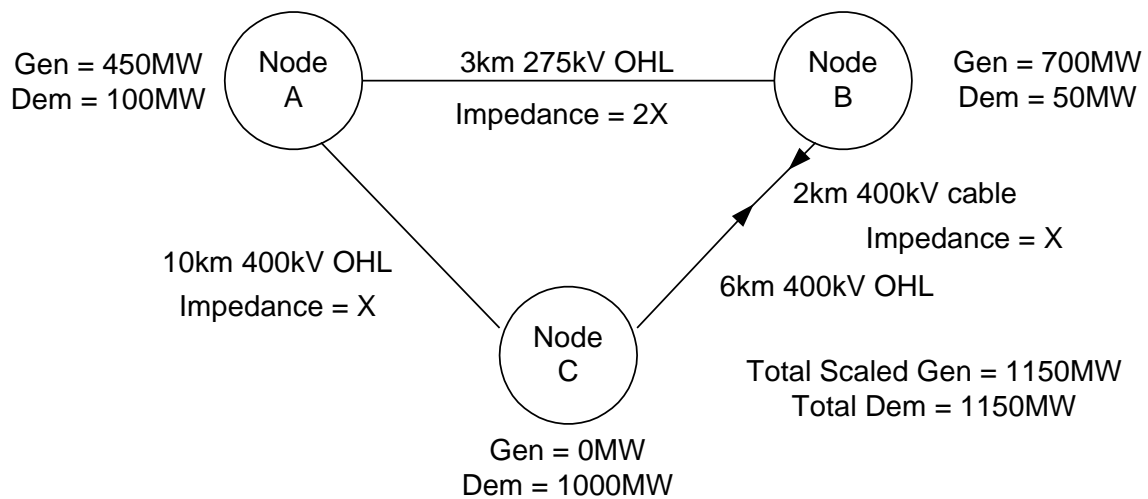 Gen = 450MW
Dem = 100MW
Node
A
3km 275kV OHL
Impedance = 2X
Node
B
Gen = 700MW
Dem = 50MW
2km 400kV cable
Impedance = X
10km 400kV OHL
Impedance = X
6km 400kV OHL
Node
C
Total Scaled Gen = 1150MW
Total Dem = 1150MW
Gen = 0MW
Dem = 1000MW